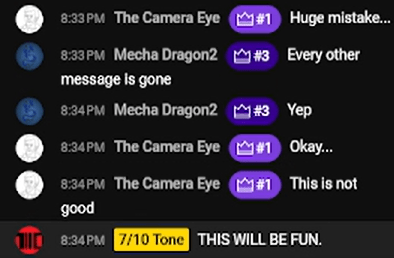 8:33 PM The Camera Eye #1 Huge mistake...
8:33 PM Mecha Dragon2 #3 Every other
message is gone
8:34 PM Mecha Dragon2 #3 Yep
8:34 PM The Camera Eye #1 Okay...
8:34 PM The Camera Eye #1 This is not
good
8:34 PM 7/10 Tone THIS WILL BE FUN.